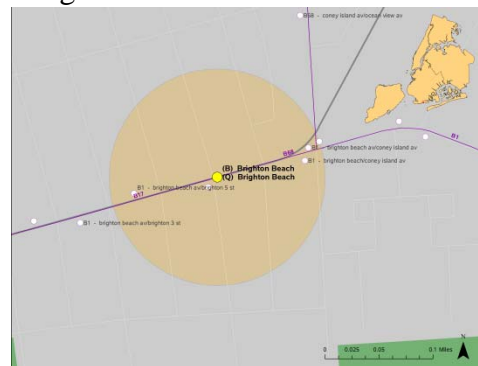 B68 - coney island av/ocean view av
B1
B1 - brighton beach av/coney island av
B68
B1 - brighton beach/coney island av
(B) Brighton Beach
(Q) Brighton Beach
B1 - brighton beach av/brighton 5 st
B1 - brighton beach av/brighton 3 st
N
0 0.025 0.05 0.1 Miles